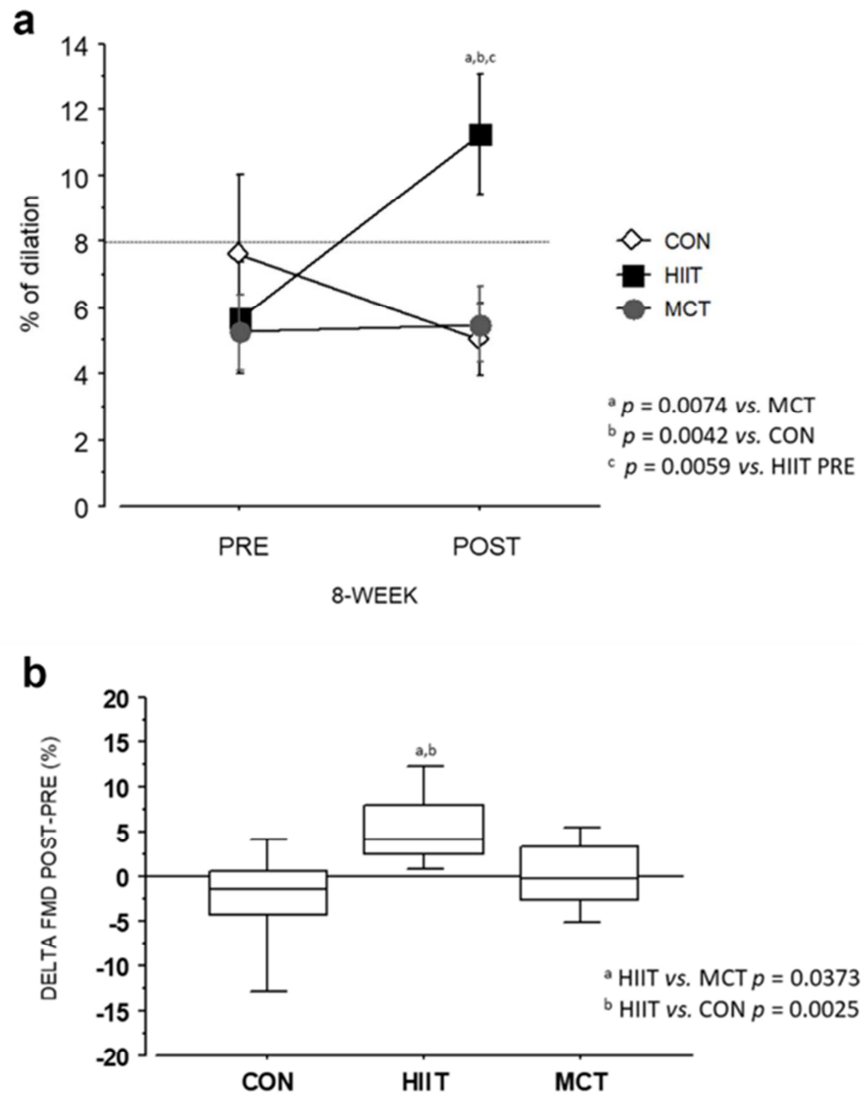 a
14
12
10
8
6
4
2
0
% of dilation
a,b,c
PRE POST
8-WEEK
CON
HIIT
MCT
a p = 0.0074 vs. MCT
b p = 0.0042 vs. CON
c p = 0.0059 vs. HIIT PRE
b
20
15
10
5
0
-5
-10
-15
-20
DELTA FMD POST-PRE (%)
a,b
a HIIT vs. MCT p = 0.0373
b HIIT vs. CON p = 0.0025
CON HIIT MCT